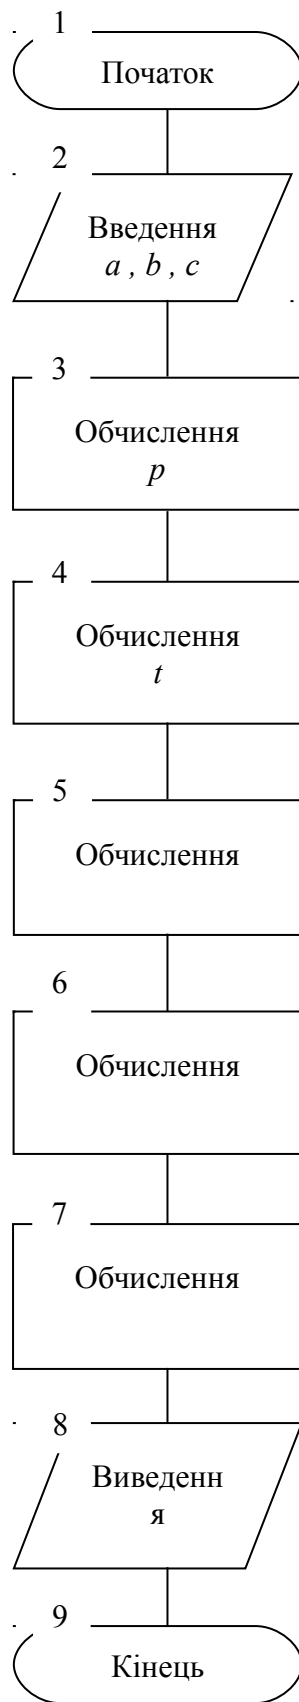 1
Початок
2
Введення
a , b , c
3
Обчислення
p
4
Обчислення
t
5
Обчислення
6
Обчислення
7
Обчислення
8
Виведенн
я
9
Кінець